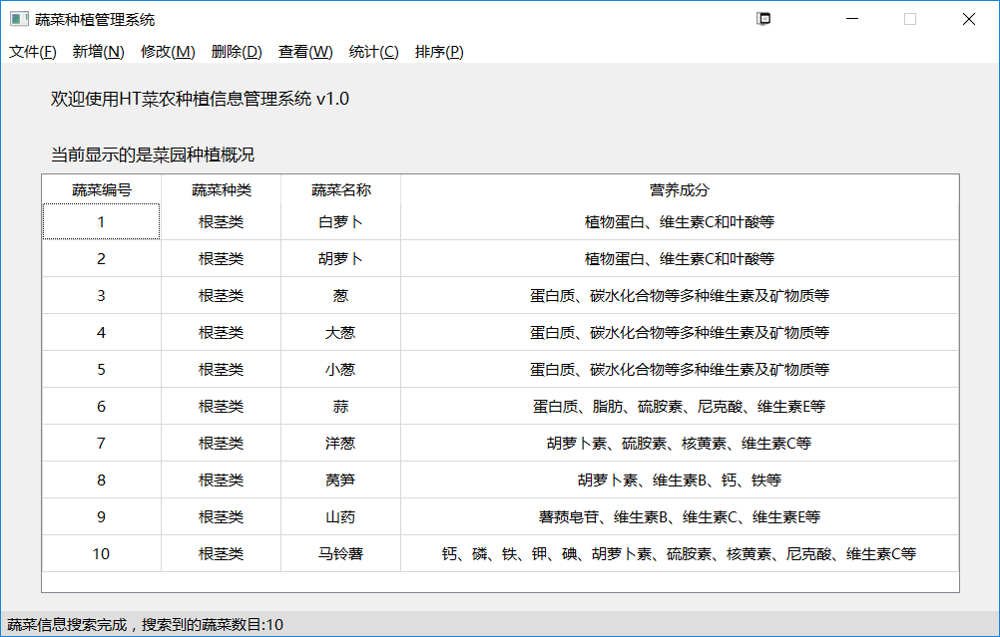 蔬菜种植管理系统
文件(F) 新增(N) 修改(M) 删除(D) 查看(W) 统计(C) 排序(P)
欢迎使用HT菜农种植信息管理系统 v1.0
当前显示的是菜园种植概况
蔬菜编号 蔬菜种类 蔬菜名称 营养成分
1 根茎类 白萝卜 植物蛋白、维生素C和叶酸等
2 根茎类 胡萝卜 植物蛋白、维生素C和叶酸等
3 根茎类 葱 蛋白质、碳水化合物等多种维生素及矿物质等
4 根茎类 大葱 蛋白质、碳水化合物等多种维生素及矿物质等
5 根茎类 小葱 蛋白质、碳水化合物等多种维生素及矿物质等
6 根茎类 蒜 蛋白质、脂肪、硫胺素、尼克酸、维生素E等
7 根茎类 洋葱 胡萝卜素、硫胺素、核黄素、维生素C等
8 根茎类 莴笋 胡萝卜素、维生素B、钙、铁等
9 根茎类 山药 薯蓣皂苷、维生素B、维生素C、维生素E等
10 根茎类 马铃薯 钙、磷、铁、钾、碘、胡萝卜素、硫胺素、核黄素、尼克酸、维生素C等
蔬菜信息搜索完成，搜索到的蔬菜数目:10